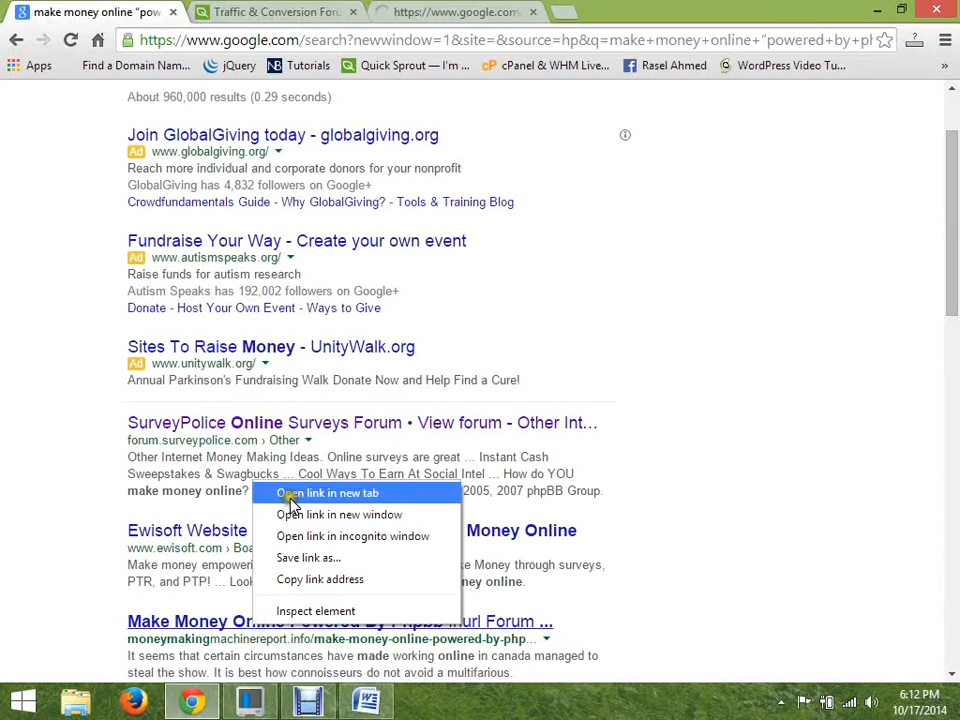 make money online "pow
Traffic & Conversion Foru
https://www.google.com/
https://www.google.com/search?newwindow=1&site=&source=hp&q=make+money+online+"powered+by+ph
Apps
Find a Domain Nam...
jQuery
Tutorials
Quick Sprout — I'm ...
cPanel & WHM Live...
Rasel Ahmed
WordPress Video Tu...
»
About 960,000 results (0.29 seconds)
Join GlobalGiving today - globalgiving.org
Ad www.globalgiving.org/
Reach more individual and corporate donors for your nonprofit
GlobalGiving has 4,832 followers on Google+
Crowdfundamentals Guide - Why GlobalGiving? - Tools & Training Blog
Fundraise Your Way - Create your own event
Ad www.autismspeaks.org/
Raise funds for autism research
Autism Speaks has 192,002 followers on Google+
Donate - Host Your Own Event - Ways to Give
Sites To Raise Money - UnityWalk.org
Ad www.unitywalk.org/
Annual Parkinson's Fundraising Walk Donate Now and Help Find a Cure!
SurveyPolice Online Surveys Forum • View forum - Other Int...
forum.surveypolice.com › Other
Other Internet Money Making Ideas. Online surveys are great ... Instant Cash
Sweepstakes & Swagbucks ... Cool Ways To Earn At Social Intel ... How do YOU
make money online? 2005, 2007 phpBB Group.
Open link in new tab
Open link in new window
Open link in incognito window
Save link as...
Copy link address
Inspect element
Ewisoft Website Money Online
www.ewisoft.com › Boa
Make money empowe Make Money through surveys,
PTR, and PTP! ... Look ney online.
Make Money Online Powered By Phpbb Inurl Forum ...
moneymakingmachinereport.info/make-money-online-powered-by-php...
It seems that certain circumstances have made working online in canada managed to
steal the show. It is best how connoisseurs do not avoid a multifarious.
6:12 PM
10/17/2014